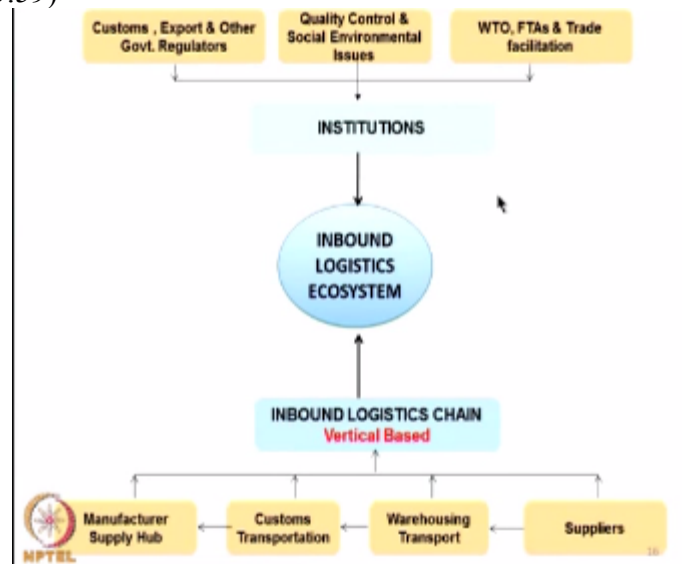 Customs , Export & Other
Govt. Regulators
Quality Control &
Social Environmental
Issues
WTO, FTAs & Trade
facilitation
INSTITUTIONS
INBOUND
LOGISTICS
ECOSYSTEM
INBOUND LOGISTICS CHAIN
Vertical Based
Manufacturer
Supply Hub
Customs
Transportation
Warehousing
Transport
Suppliers
NPTEL
16